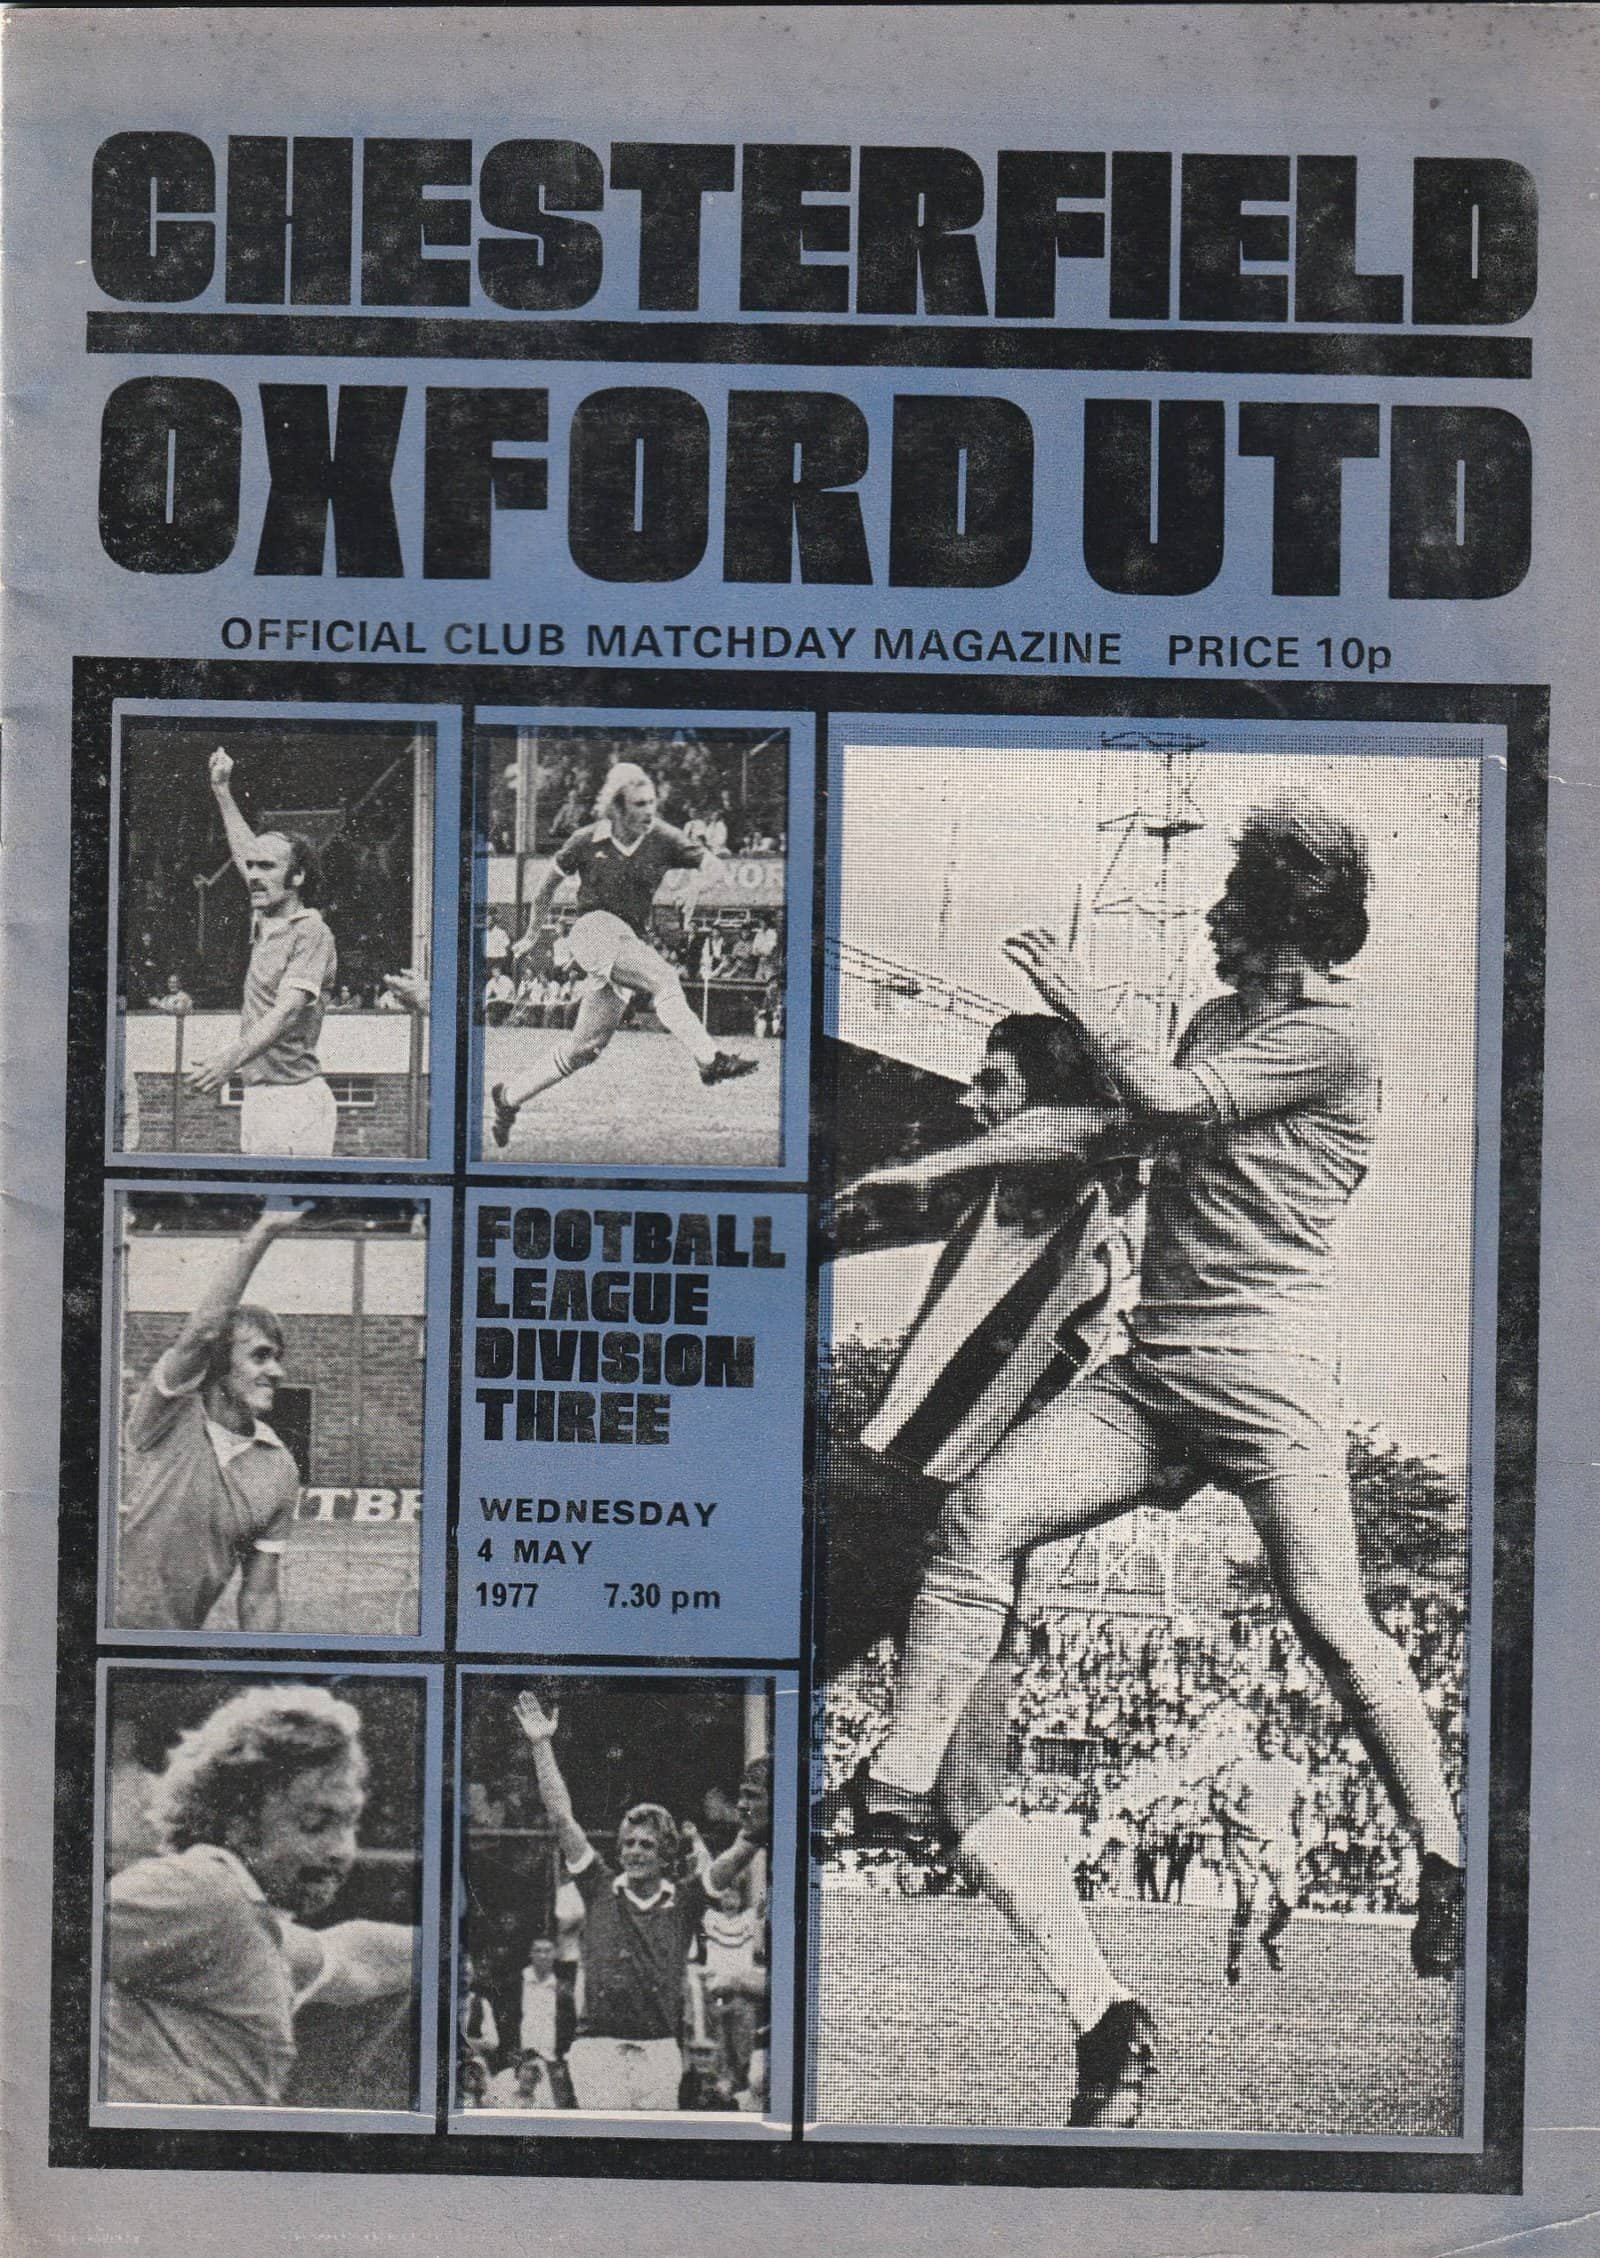 CHESTERFIELD
OXFORD UTD
OFFICIAL CLUB MATCHDAY MAGAZINE PRICE 10p
NOR
FOOTBALL
LEAGUE
DIVISION
THREE
WEDNESDAY
4 MAY
1977 7.30 pm